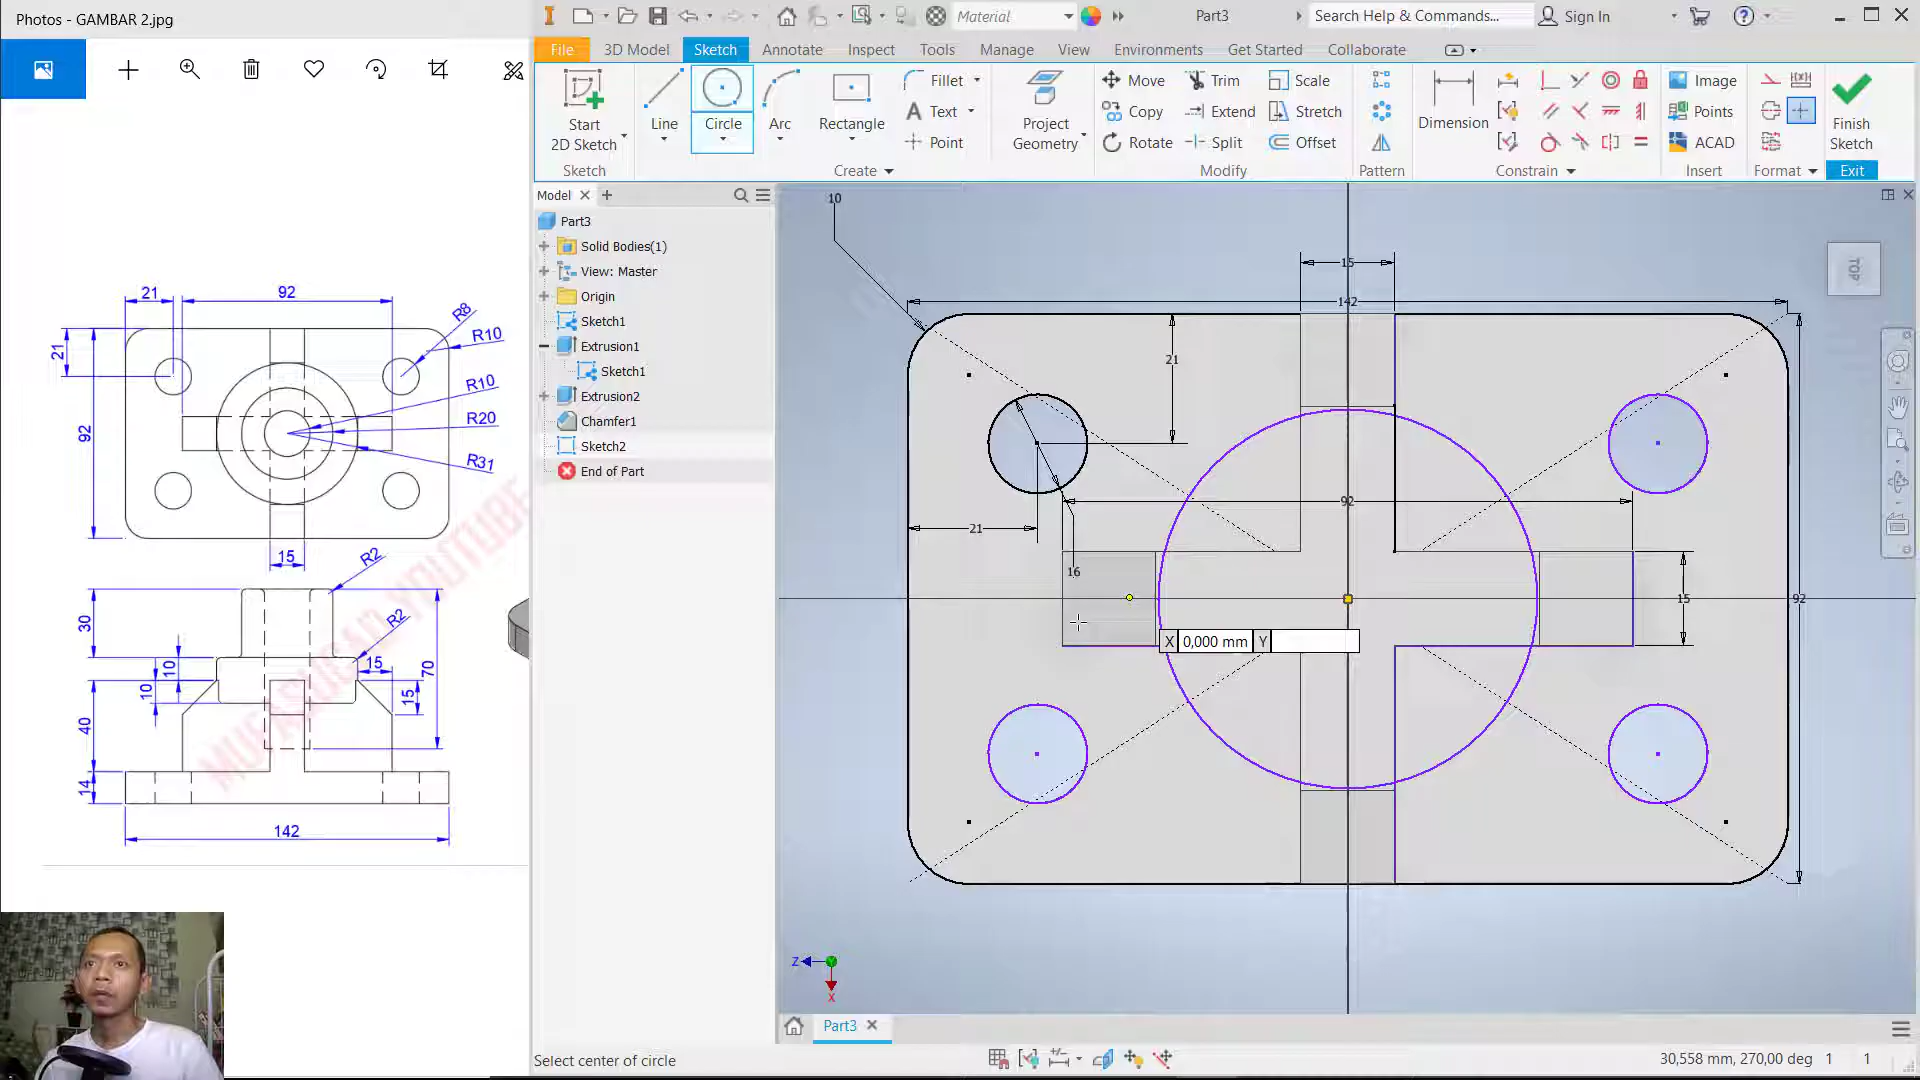 Photos - GAMBAR 2.jpg
Material
Part3
Search Help & Commands...
Sign In
File
3D Model
Sketch
Annotate
Inspect
Tools
Manage
View
Environments
Get Started
Collaborate
Start
2D Sketch
Line
Circle
Arc
Rectangle
Fillet
Text
Point
Project
Geometry
Move
Copy
Rotate
Trim
Extend
Split
Scale
Stretch
Offset
Dimension
Image
Points
ACAD
Finish
Sketch
Sketch
Create
Modify
Pattern
Constrain
Insert
Format
Exit
Model
Part3
Solid Bodies(1)
View: Master
Origin
Sketch1
Extrusion1
Sketch1
Extrusion2
Chamfer1
Sketch2
End of Part
21
92
R8
R10
21
R10
92
R20
R31
15
R2
30
R2
10
15
70
10
15
40
14
142
MUFASUCAD YOUTUBE
10
15
142
TOP
21
92
21
16
15
92
X
0,000 mm
Y
Z
X
Part3
Select center of circle
30,558 mm, 270,00 deg
1
1